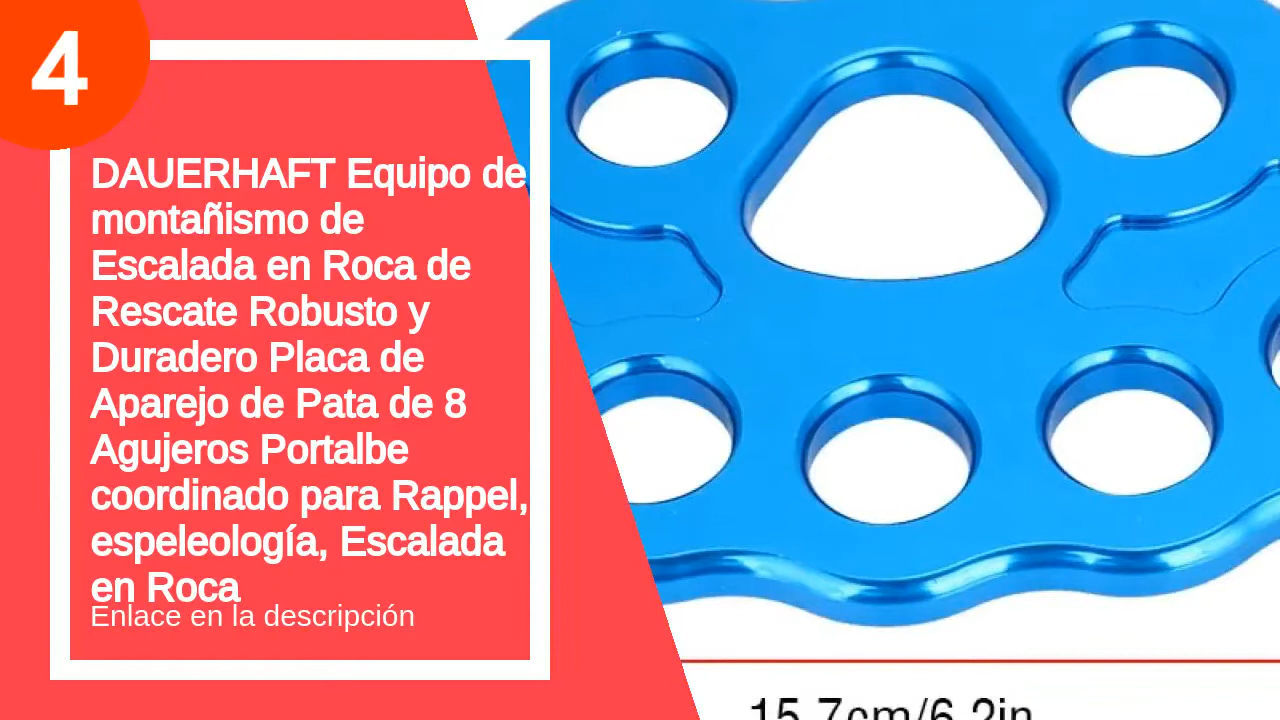 4
DAUERHAFT Equipo de
montañismo de
Escalada en Roca de
Rescate Robusto y
Duradero Placa de
Aparejo de Pata de 8
Agujeros Portalbe
coordinado para Rappel,
espeleología, Escalada
en Roca
Enlace en la descripción
15.7cm/6.2in